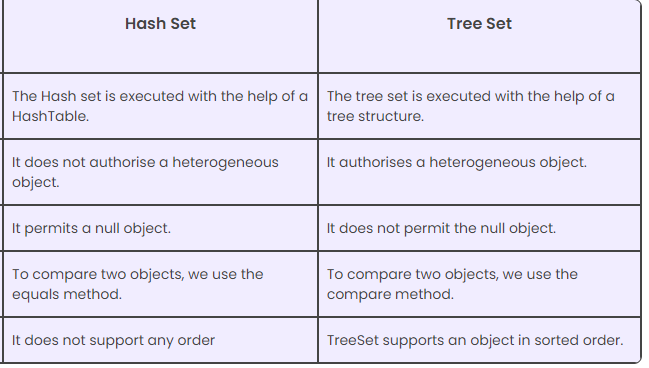 Hash Set
Tree Set
The Hash set is executed with the help of a
HashTable.
The tree set is executed with the help of a
tree structure.
It does not authorise a heterogeneous
object.
It authorises a heterogeneous object.
It permits a null object.
It does not permit the null object.
To compare two objects, we use the
equals method.
To compare two objects, we use the
compare method.
It does not support any order
TreeSet supports an object in sorted order.